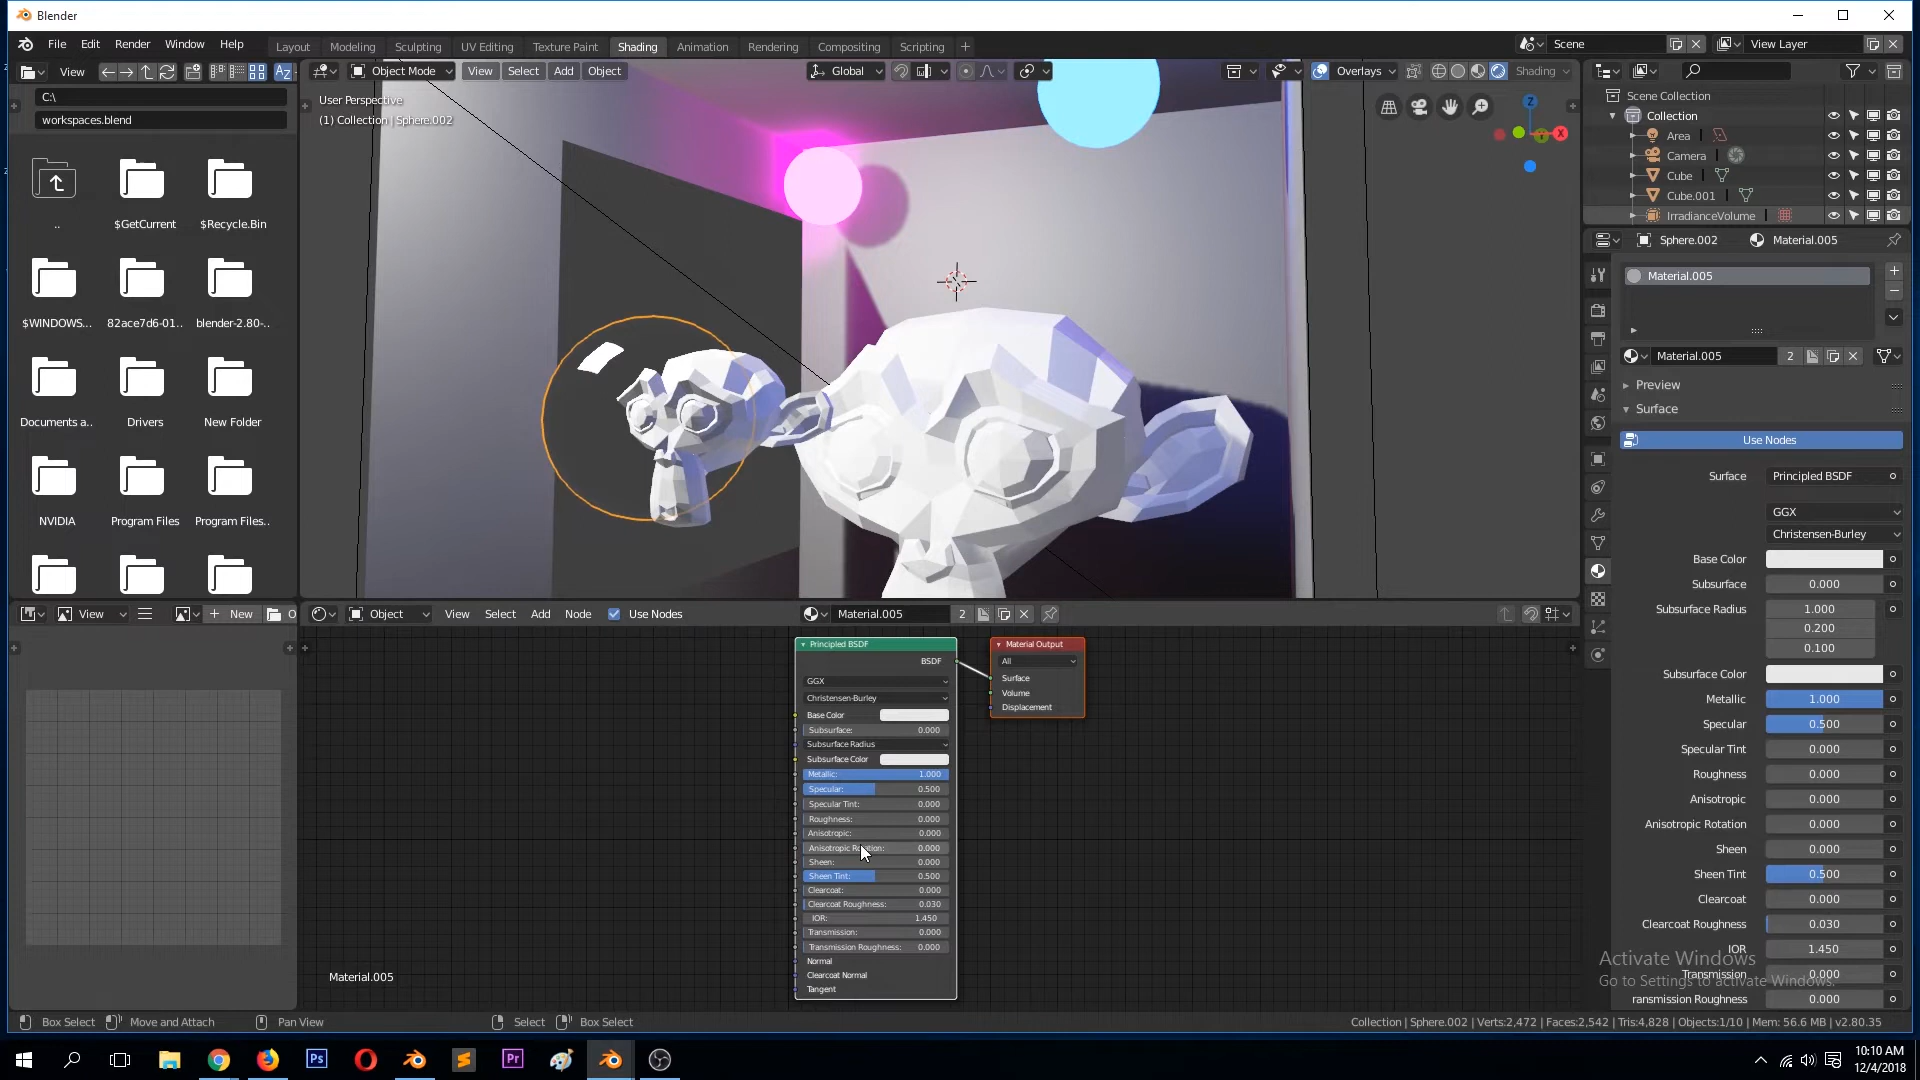 Blender
File Edit Render Window Help
Layout Modeling Sculpting UV Editing Texture Paint Shading Animation Rendering Compositing Scripting
Scene
View Layer
View
Object Mode
View Select Add Object
Global
Overlays
Shading
C:\
workspaces.blend
User Perspective
(1) Collection | Sphere.002
Z
X
..
$GetCurrent
$Recycle.Bin
$WINDOWS...
82ace7d6-01..
blender-2.80-..
Documents a..
Drivers
New Folder
NVIDIA
Program Files
Program Files..
Scene Collection
Collection
Area
Camera
Cube
Cube.001
IrradianceVolume
Sphere.002
Material.005
Material.005
Material.005
2
Preview
Surface
Use Nodes
Surface
Principled BSDF
GGX
Christensen-Burley
Base Color
Subsurface 0.000
Subsurface Radius 1.000
0.200
0.100
Subsurface Color
Metallic 1.000
Specular 0.500
Specular Tint 0.000
Roughness 0.000
Anisotropic 0.000
Anisotropic Rotation 0.000
Sheen 0.000
Sheen Tint 0.500
Clearcoat 0.000
Clearcoat Roughness 0.030
IOR 1.450
Transmission 0.000
ransmission Roughness 0.000
Activate Windows
Go to Settings to activate Windows.
View
New
O
Object
View Select Add Node
Use Nodes
Material.005
2
Principled BSDF
BSDF
GGX
Christensen-Burley
Base Color
Subsurface: 0.000
Subsurface Radius
Subsurface Color
Metallic: 1.000
Specular: 0.500
Specular Tint: 0.000
Roughness: 0.000
Anisotropic: 0.000
Anisotropic Rotation: 0.000
Sheen: 0.000
Sheen Tint: 0.500
Clearcoat: 0.000
Clearcoat Roughness: 0.030
IOR: 1.450
Transmission: 0.000
Transmission Roughness: 0.000
Normal
Clearcoat Normal
Tangent
Material Output
All
Surface
Volume
Displacement
Material.005
Box Select
Move and Attach
Pan View
Select
Box Select
Collection | Sphere.002 | Verts:2,472 | Faces:2,542 | Tris:4,828 | Objects:1/10 | Mem: 56.6 MB | v2.80.35
Ps
Pr
10:10 AM
12/4/2018